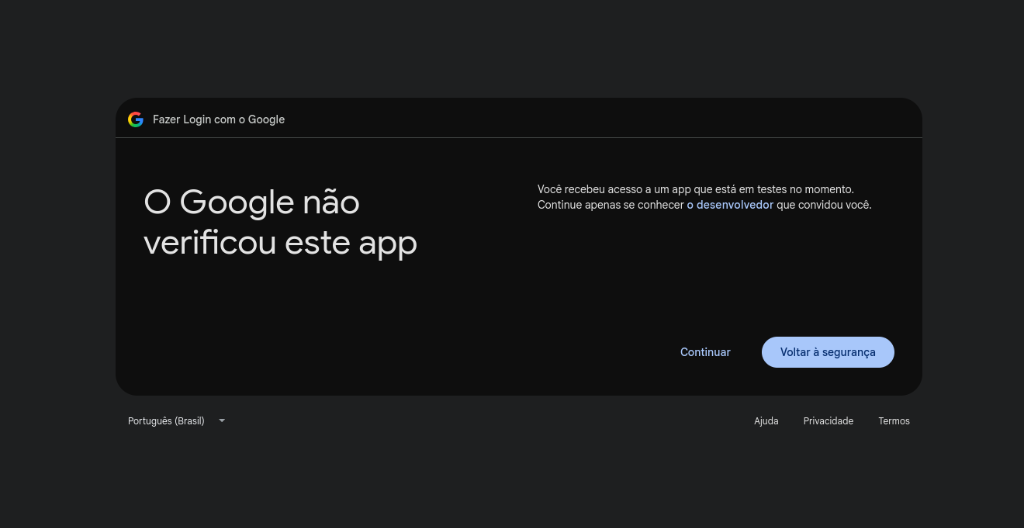 Fazer Login com o Google
O Google não
verificou este app
Você recebeu acesso a um app que está em testes no momento.
Continue apenas se conhecer o desenvolvedor que convidou você.
Continuar
Voltar à segurança
Português (Brasil)
Ajuda
Privacidade
Termos